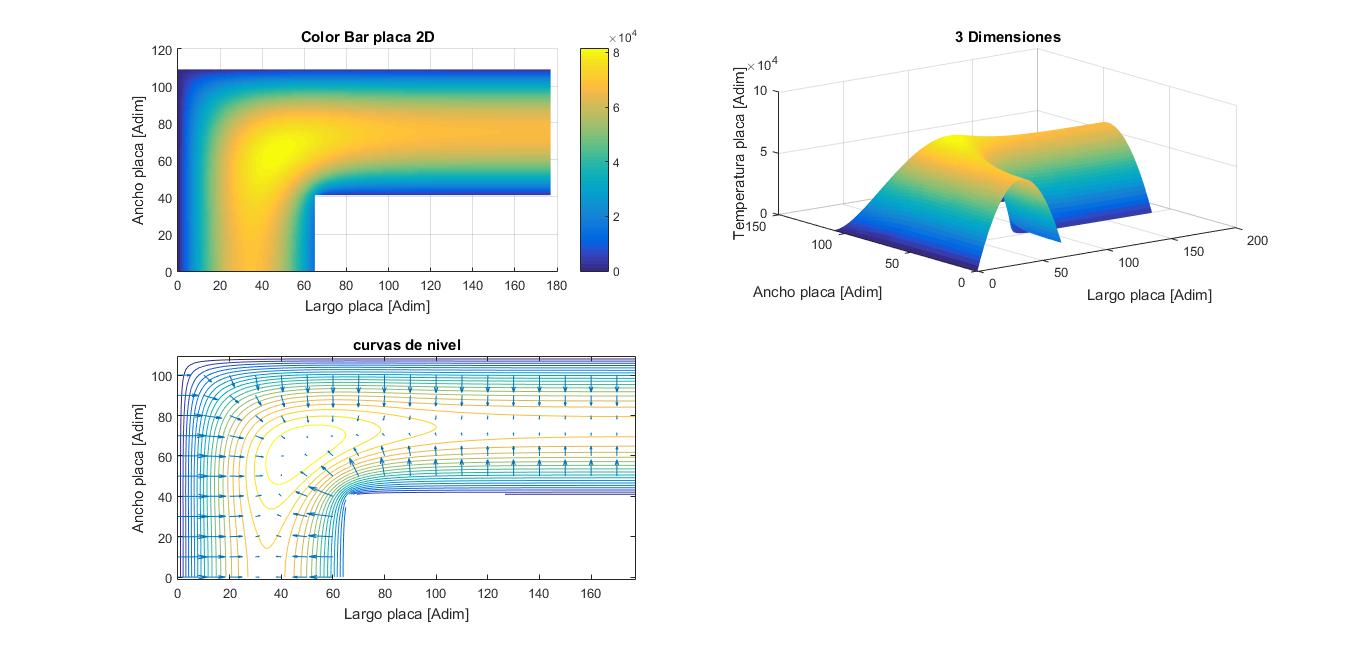 Color Bar placa 2D
×10⁴
120
100
80
60
40
20
0
Ancho placa [Adim]
0 20 40 60 80 100 120 140 160 180
Largo placa [Adim]
8
6
4
2
0
3 Dimensiones
×10⁴
10
5
0
Temperatura placa [Adim]
150
100
50
0
Ancho placa [Adim]
0
50
100
150
200
Largo placa [Adim]
curvas de nivel
100
80
60
40
20
0
Ancho placa [Adim]
0 20 40 60 80 100 120 140 160
Largo placa [Adim]